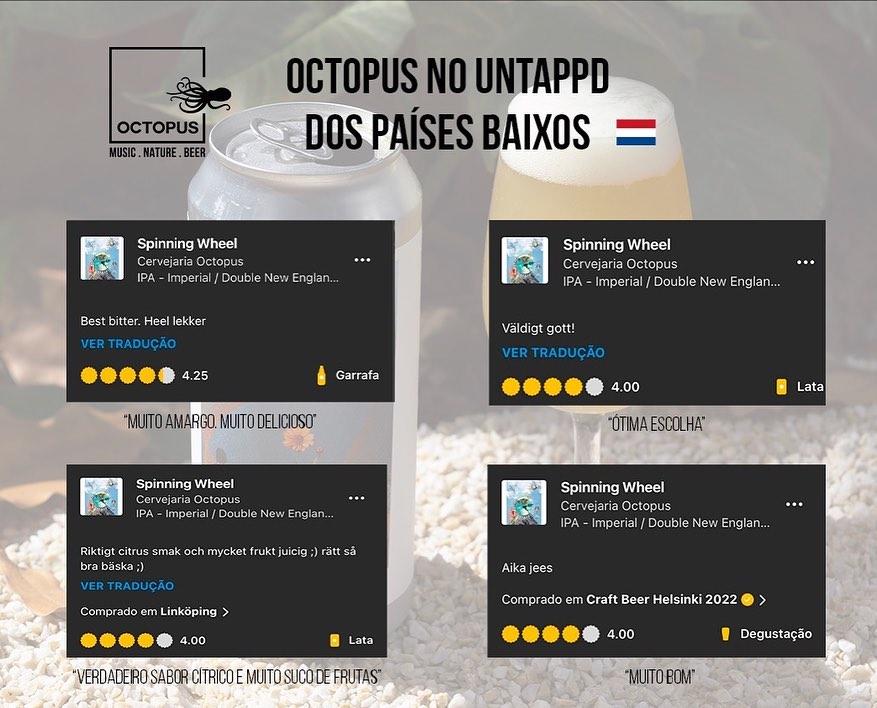 OCTOPUS
MUSIC . NATURE . BEER
OCTOPUS NO UNTAPPD
DOS PAÍSES BAIXOS
Spinning Wheel
Cervejaria Octopus
IPA - Imperial / Double New Englan...
Best bitter. Heel lekker
VER TRADUÇÃO
4.25
Garrafa
“MUITO AMARGO. MUITO DELICIOSO”
Spinning Wheel
Cervejaria Octopus
IPA - Imperial / Double New Englan...
Väldigt gott!
VER TRADUÇÃO
4.00
Lata
“ÓTIMA ESCOLHA”
Spinning Wheel
Cervejaria Octopus
IPA - Imperial / Double New Englan...
Riktigt citrus smak och mycket frukt juicig ;) rätt så
bra bäska ;)
VER TRADUÇÃO
Comprado em Linköping >
4.00
Lata
“VERDADEIRO SABOR CÍTRICO E MUITO SUCO DE FRUTAS”
Spinning Wheel
Cervejaria Octopus
IPA - Imperial / Double New Englan...
Aika jees
Comprado em Craft Beer Helsinki 2022 >
4.00
Degustação
“MUITO BOM”